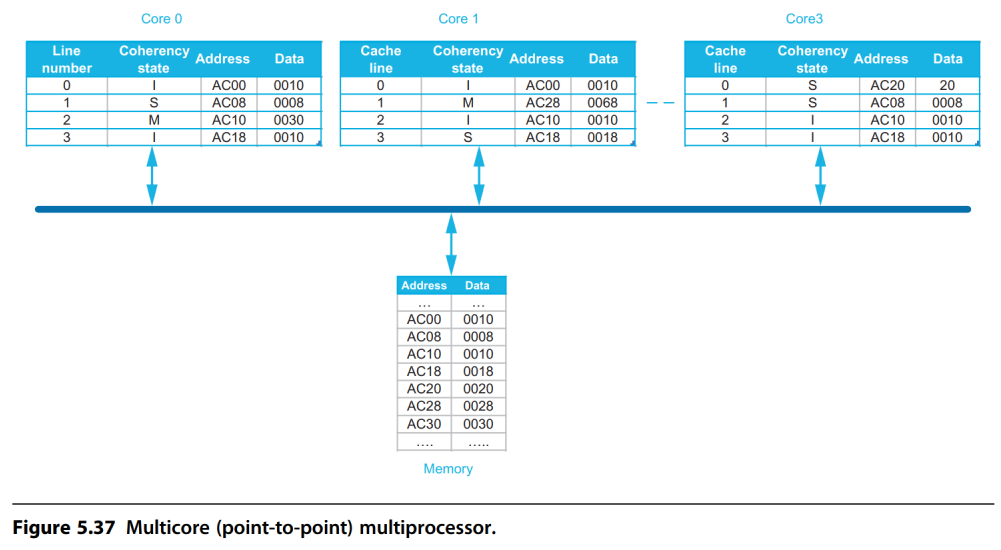 Core 0
Core 1
Core3
Line number Coherency state Address Data
0 I AC00 0010
1 S AC08 0008
2 M AC10 0030
3 I AC18 0010
Cache line Coherency state Address Data
0 I AC00 0010
1 M AC28 0068
2 I AC10 0010
3 S AC18 0018
Cache line Coherency state Address Data
0 S AC20 20
1 S AC08 0008
2 I AC10 0010
3 I AC18 0010
Address Data
… …
AC00 0010
AC08 0008
AC10 0010
AC18 0018
AC20 0020
AC28 0028
AC30 0030
…. …..
Memory
Figure 5.37 Multicore (point-to-point) multiprocessor.